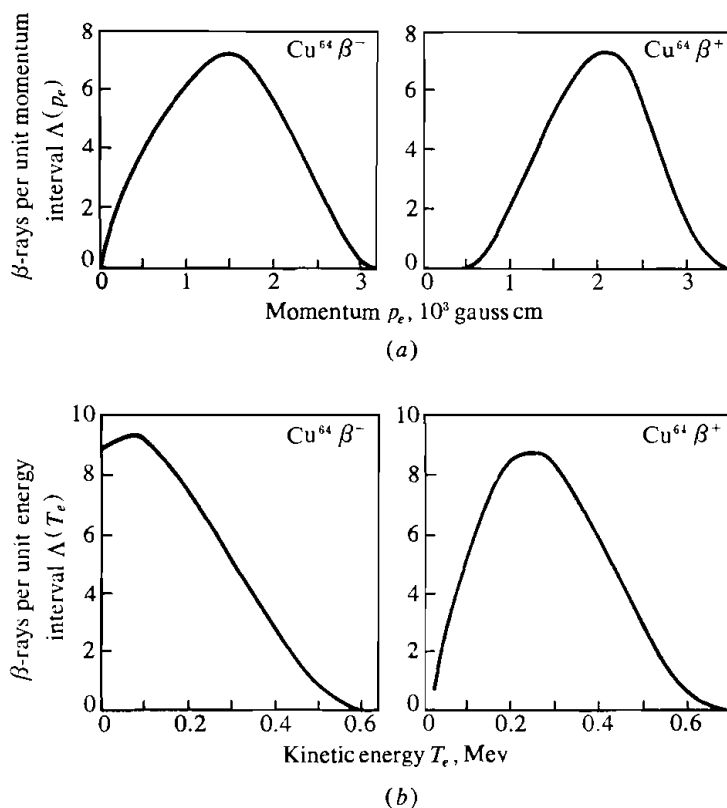 8
6
4
2
0
Cu⁶⁴ β⁻
0 1 2 3
8
6
4
2
0
Cu⁶⁴ β⁺
0 1 2 3
β-rays per unit momentum
interval Λ(pₑ)
Momentum pₑ, 10³ gauss cm
(a)
10
8
6
4
2
0
Cu⁶⁴ β⁻
0 0.2 0.4 0.6
10
8
6
4
2
0
Cu⁶⁴ β⁺
0 0.2 0.4 0.6
β-rays per unit energy
interval Λ(Tₑ)
Kinetic energy Tₑ, Mev
(b)